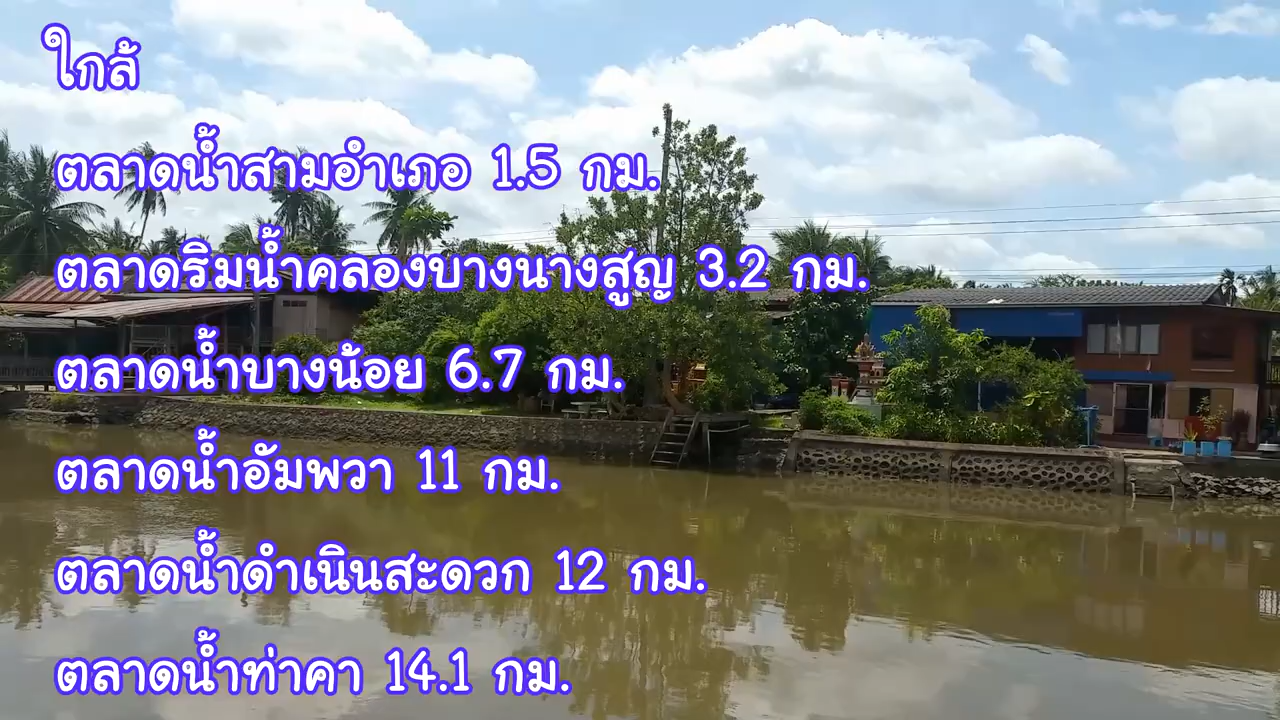 ใกล้
ตลาดน้ำสามอำเภอ 1.5 กม.
ตลาดริมน้ำคลองบางนางสูญ 3.2 กม.
ตลาดน้ำบางน้อย 6.7 กม.
ตลาดน้ำอัมพวา 11 กม.
ตลาดน้ำดำเนินสะดวก 12 กม.
ตลาดน้ำท่าคา 14.1 กม.